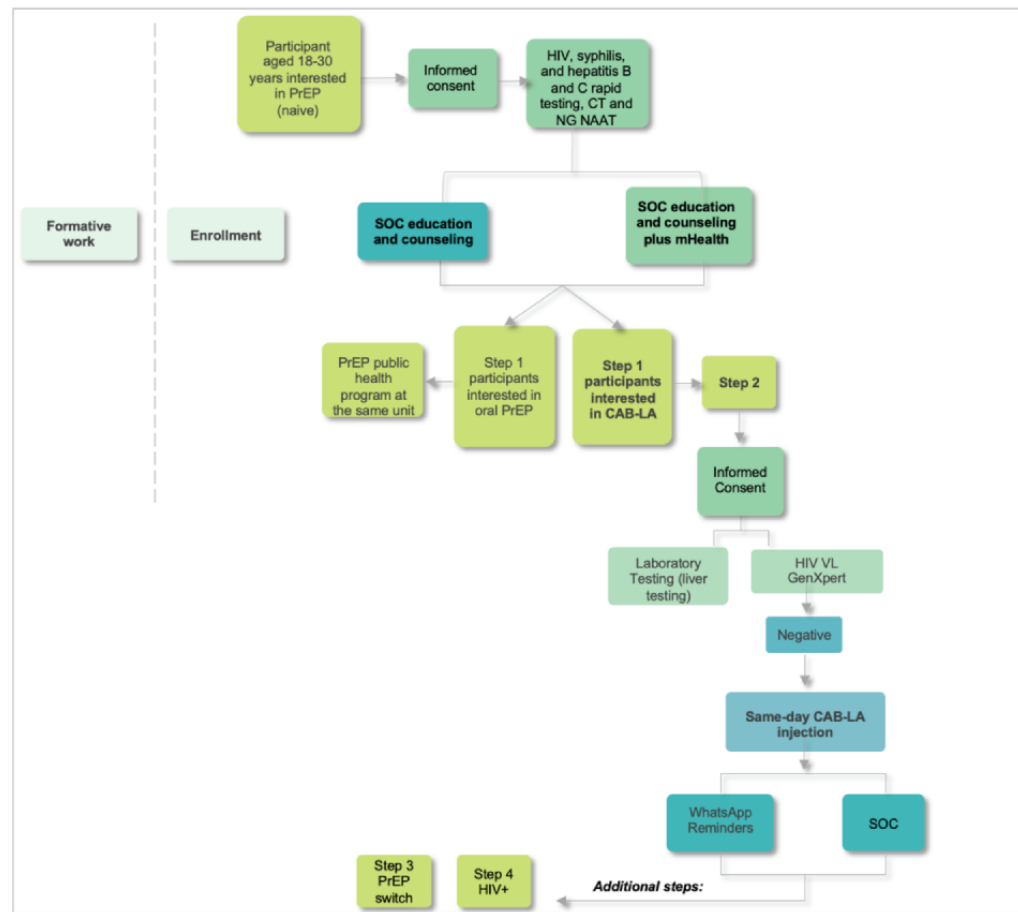 Participant
aged 18-30
years interested
in PrEP
(naive)
Informed
consent
HIV, syphilis,
and hepatitis B
and C rapid
testing, CT and
NG NAAT
Formative
work
Enrollment
SOC education
and counseling
SOC education
and counseling
plus mHealth
PrEP public
health
program at
the same unit
Step 1
participants
interested in
oral PrEP
Step 1
participants
interested
in CAB-LA
Step 2
Informed
Consent
Laboratory
Testing (liver
testing)
HIV VL
GenXpert
Negative
Same-day CAB-LA
injection
WhatsApp
Reminders
SOC
Step 3
PrEP
switch
Step 4
HIV+
Additional steps: